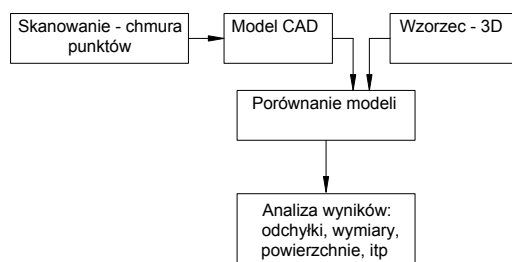 Skanowanie - chmura
punktów
Model CAD
Wzorzec - 3D
Porównanie modeli
Analiza wyników:
odchyłki, wymiary,
powierzchnie, itp